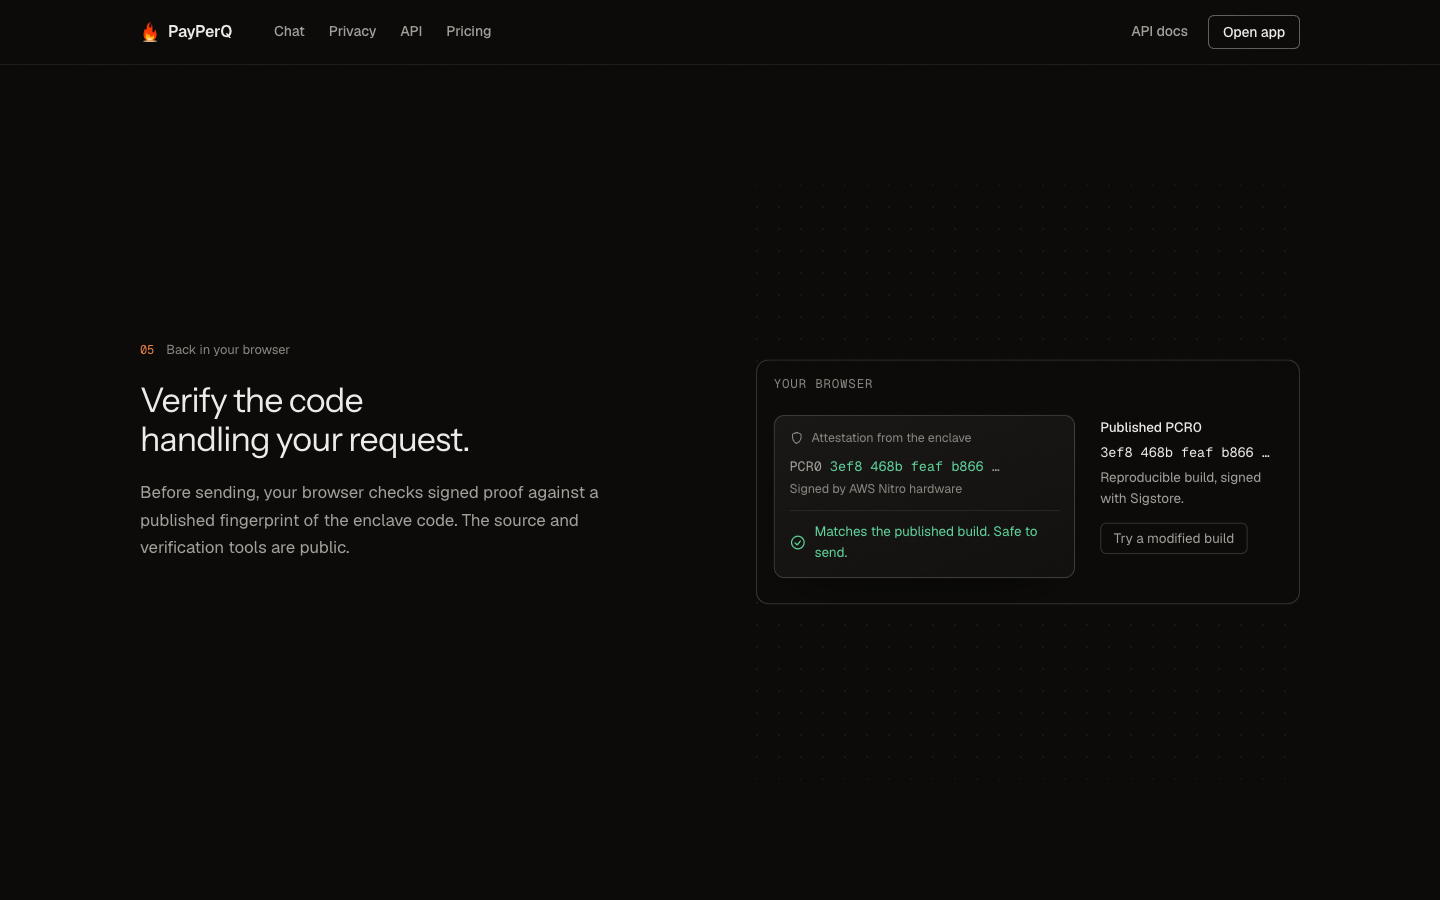 PayPerQ
Chat
Privacy
API
Pricing
API docs
Open app
05 Back in your browser
Verify the code
handling your request.
Before sending, your browser checks signed proof against a
published fingerprint of the enclave code. The source and
verification tools are public.
YOUR BROWSER
Attestation from the enclave
PCR0 3ef8 468b feaf b866 …
Signed by AWS Nitro hardware
Matches the published build. Safe to
send.
Published PCR0
3ef8 468b feaf b866 …
Reproducible build, signed
with Sigstore.
Try a modified build